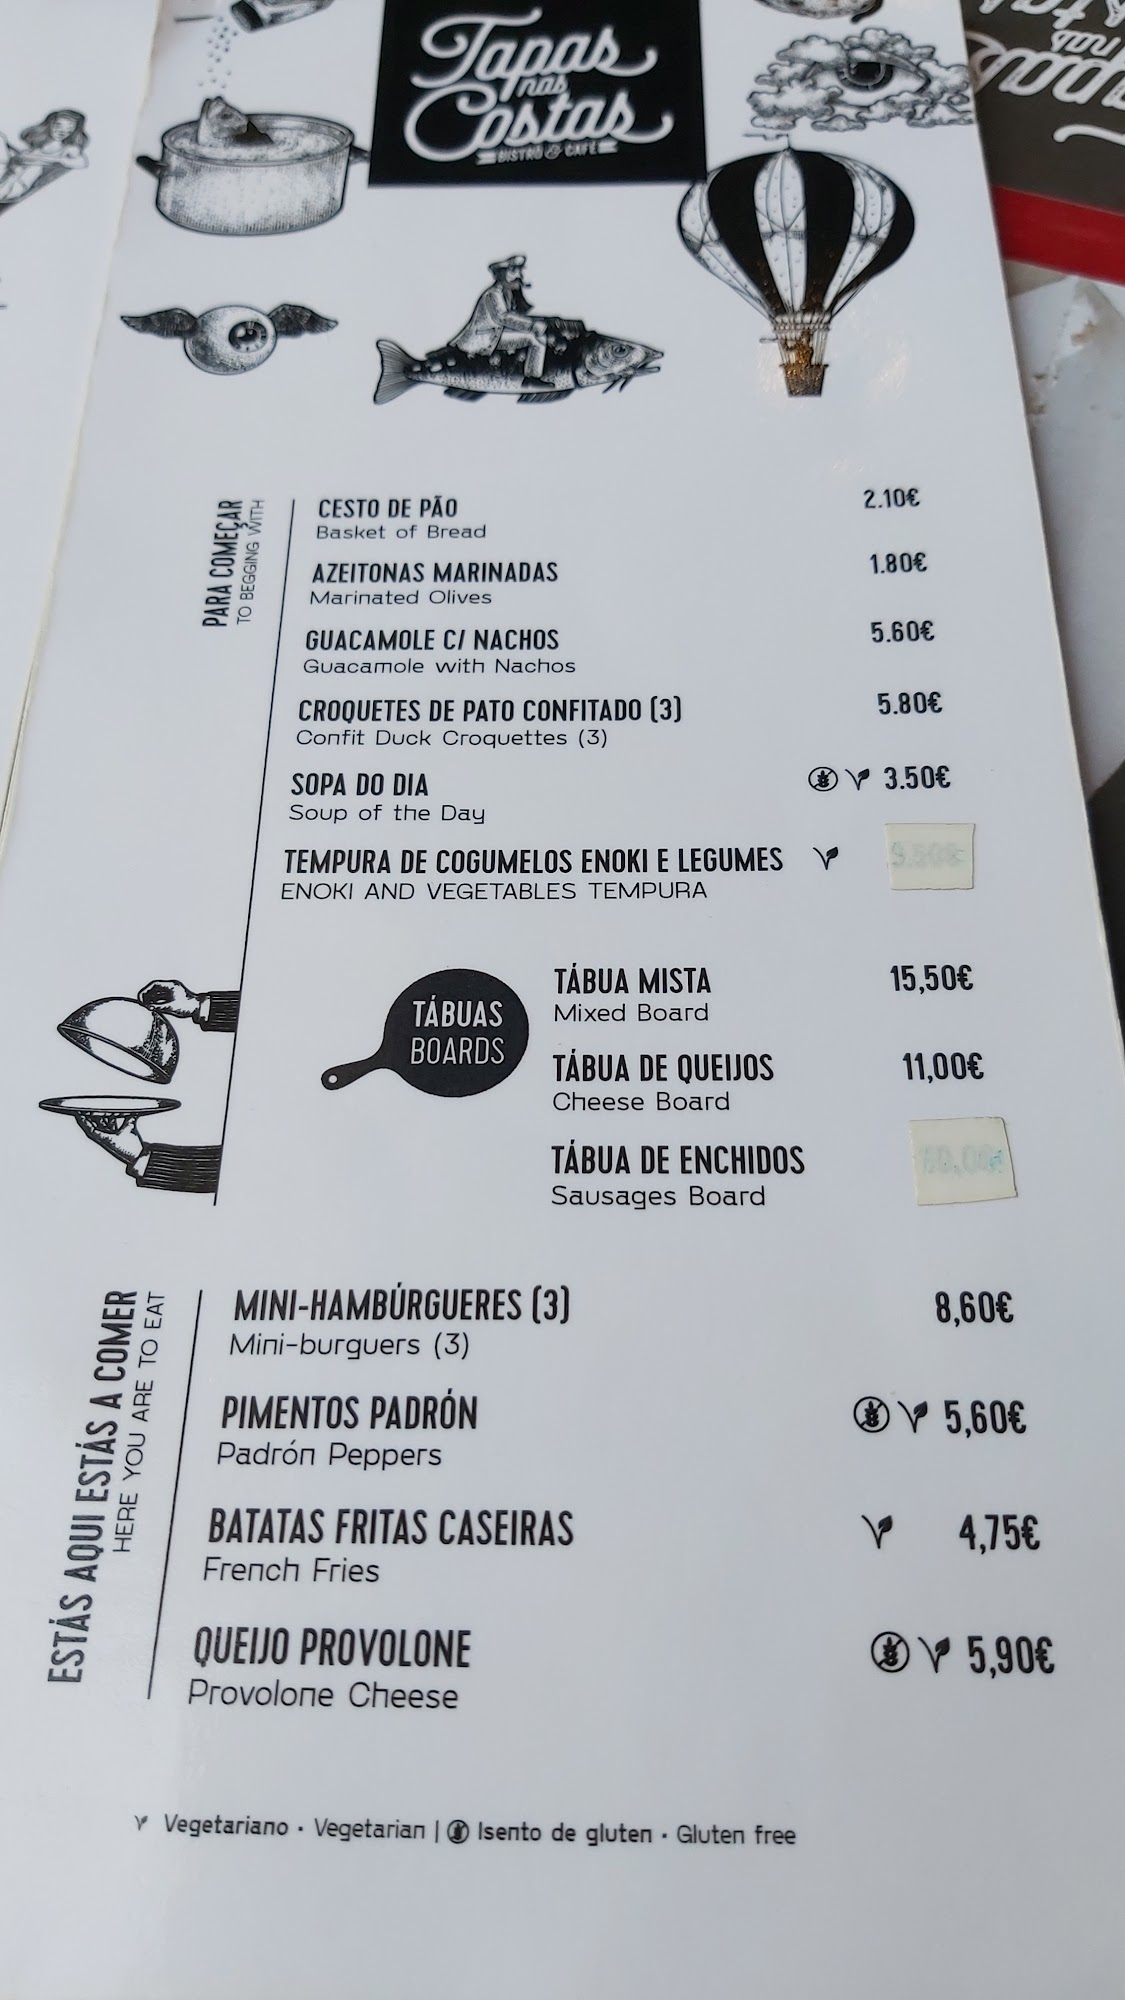 Tapas
nas
Costas
BISTRÔ & CAFÉ
PARA COMEÇAR
TO BEGGING WITH
CESTO DE PÃO 2.10€
Basket of Bread
AZEITONAS MARINADAS 1.80€
Marinated Olives
GUACAMOLE C/ NACHOS 5.60€
Guacamole with Nachos
CROQUETES DE PATO CONFITADO (3) 5.80€
Confit Duck Croquettes (3)
SOPA DO DIA 3.50€
Soup of the Day
TEMPURA DE COGUMELOS ENOKI E LEGUMES
ENOKI AND VEGETABLES TEMPURA
TÁBUAS
BOARDS
TÁBUA MISTA 15,50€
Mixed Board
TÁBUA DE QUEIJOS 11,00€
Cheese Board
TÁBUA DE ENCHIDOS
Sausages Board
ESTÁS AQUI ESTÁS A COMER
HERE YOU ARE TO EAT
MINI-HAMBÚRGUERES (3) 8,60€
Mini-burguers (3)
PIMENTOS PADRÓN 5,60€
Padrón Peppers
BATATAS FRITAS CASEIRAS 4,75€
French Fries
QUEIJO PROVOLONE 5,90€
Provolone Cheese
Vegetariano · Vegetarian | Isento de gluten · Gluten free